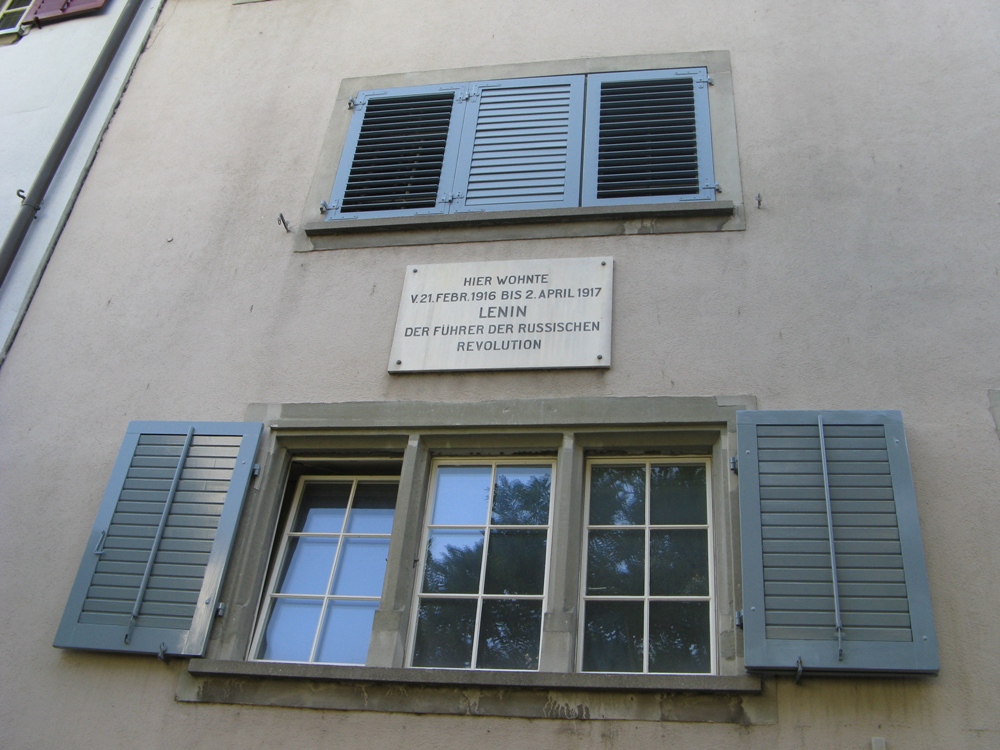 HIER WOHNTE
V. 21. FEBR. 1916 BIS 2. APRIL 1917
LENIN
DER FÜHRER DER RUSSISCHEN
REVOLUTION